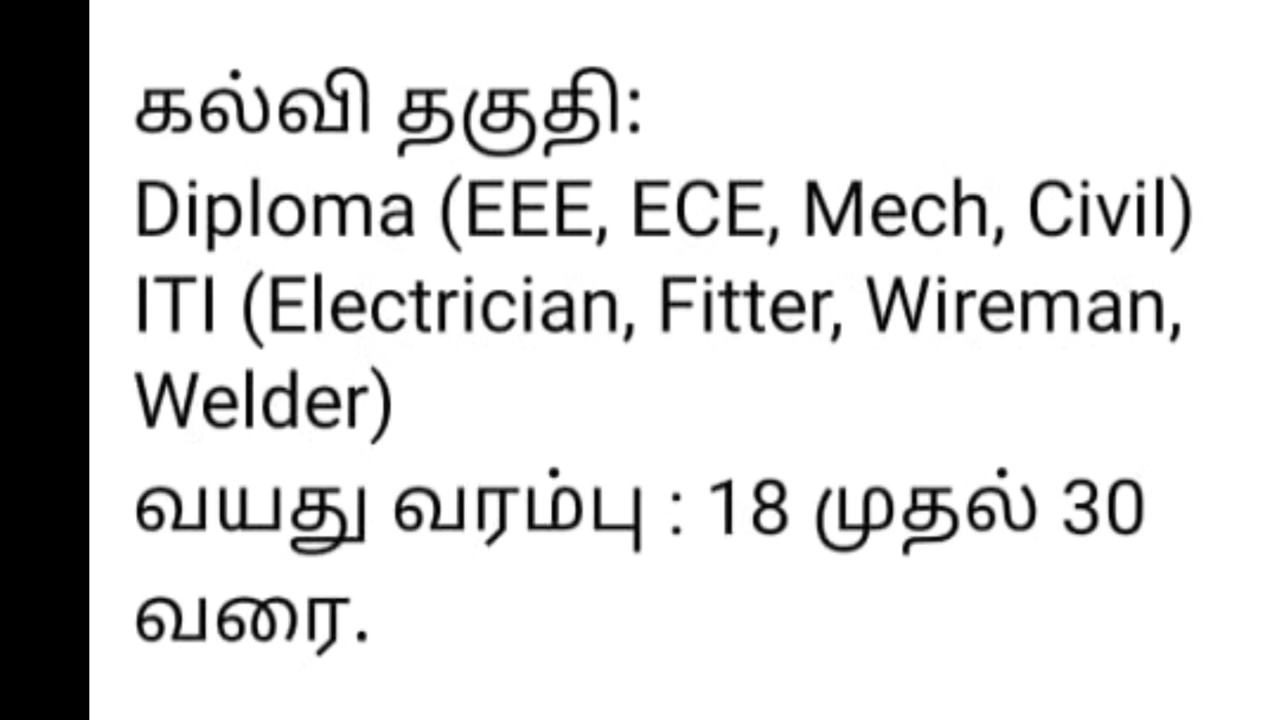 கல்வி தகுதி:
Diploma (EEE, ECE, Mech, Civil)
ITI (Electrician, Fitter, Wireman,
Welder)
வயது வரம்பு : 18 முதல் 30
வரை.